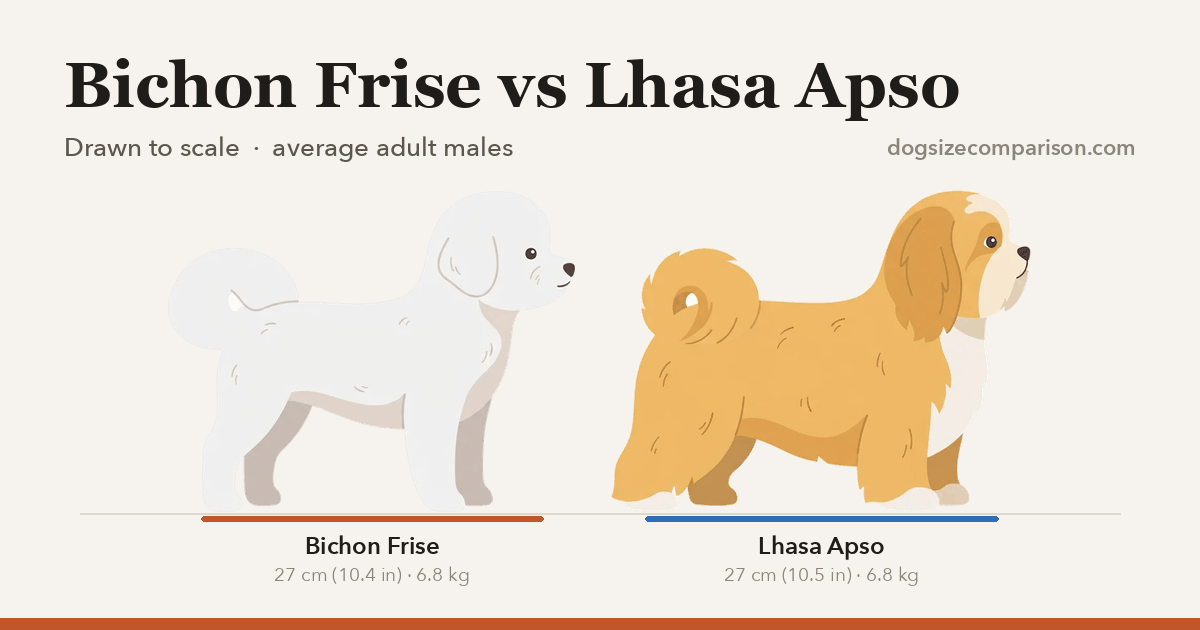 Bichon Frise vs Lhasa Apso
Drawn to scale · average adult males
dogsizecomparison.com
Bichon Frise
27 cm (10.4 in) · 6.8 kg
Lhasa Apso
27 cm (10.5 in) · 6.8 kg